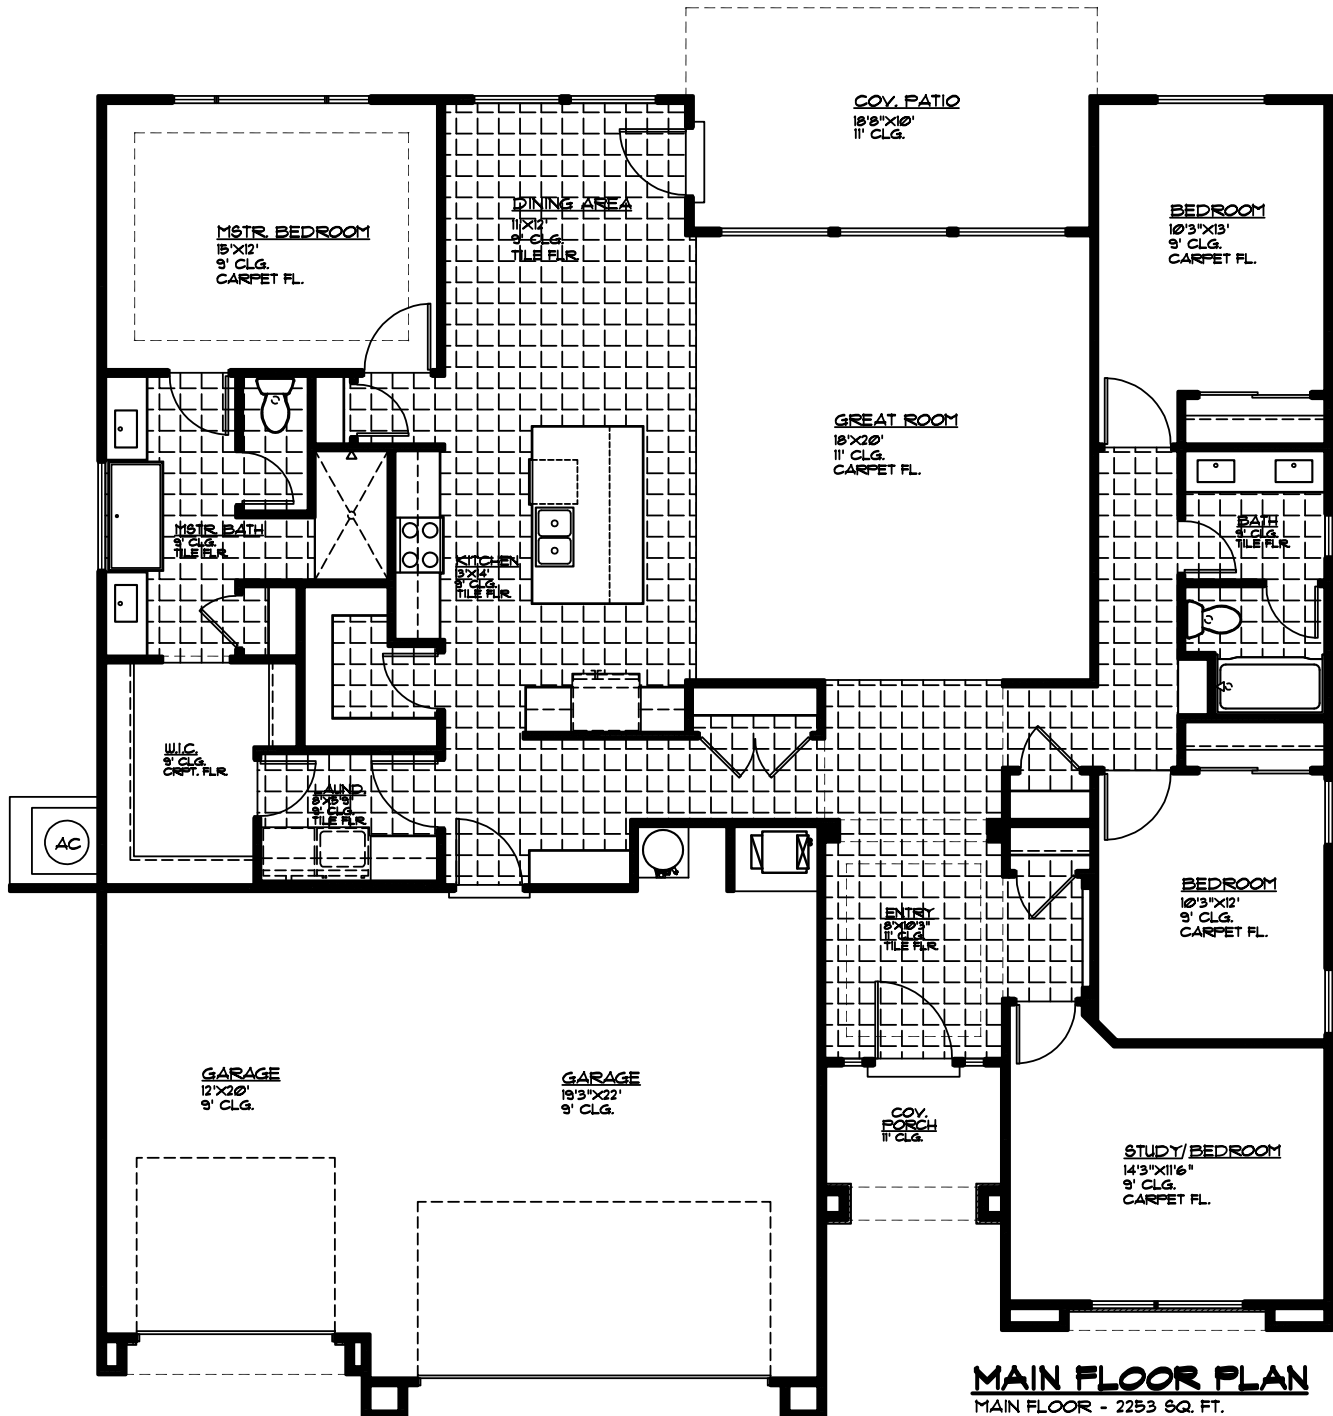 COV. PATIO
18'8"X10'
11' CLG.
MSTR. BEDROOM
15'X12'
9' CLG.
CARPET FL.
DINING AREA
11'X12'
9' CLG.
TILE FLR.
BEDROOM
10'3"X13'
9' CLG.
CARPET FL.
GREAT ROOM
18'X20'
11' CLG.
CARPET FL.
MSTR. BATH
9' CLG.
TILE FLR.
KITCHEN
9' CLG.
TILE FLR.
BATH
9' CLG.
TILE FLR.
W.I.C.
9' CLG.
CRPT. FLR.
LAUND.
9' CLG.
TILE FLR.
AC
BEDROOM
10'3"X12'
9' CLG.
CARPET FL.
ENTRY
8'X10'3"
11' CLG.
TILE FLR.
GARAGE
12'X20'
9' CLG.
GARAGE
19'3"X22'
9' CLG.
COV.
PORCH
11' CLG.
STUDY/BEDROOM
14'3"X11'6"
9' CLG.
CARPET FL.
MAIN FLOOR PLAN
MAIN FLOOR - 2253 SQ. FT.